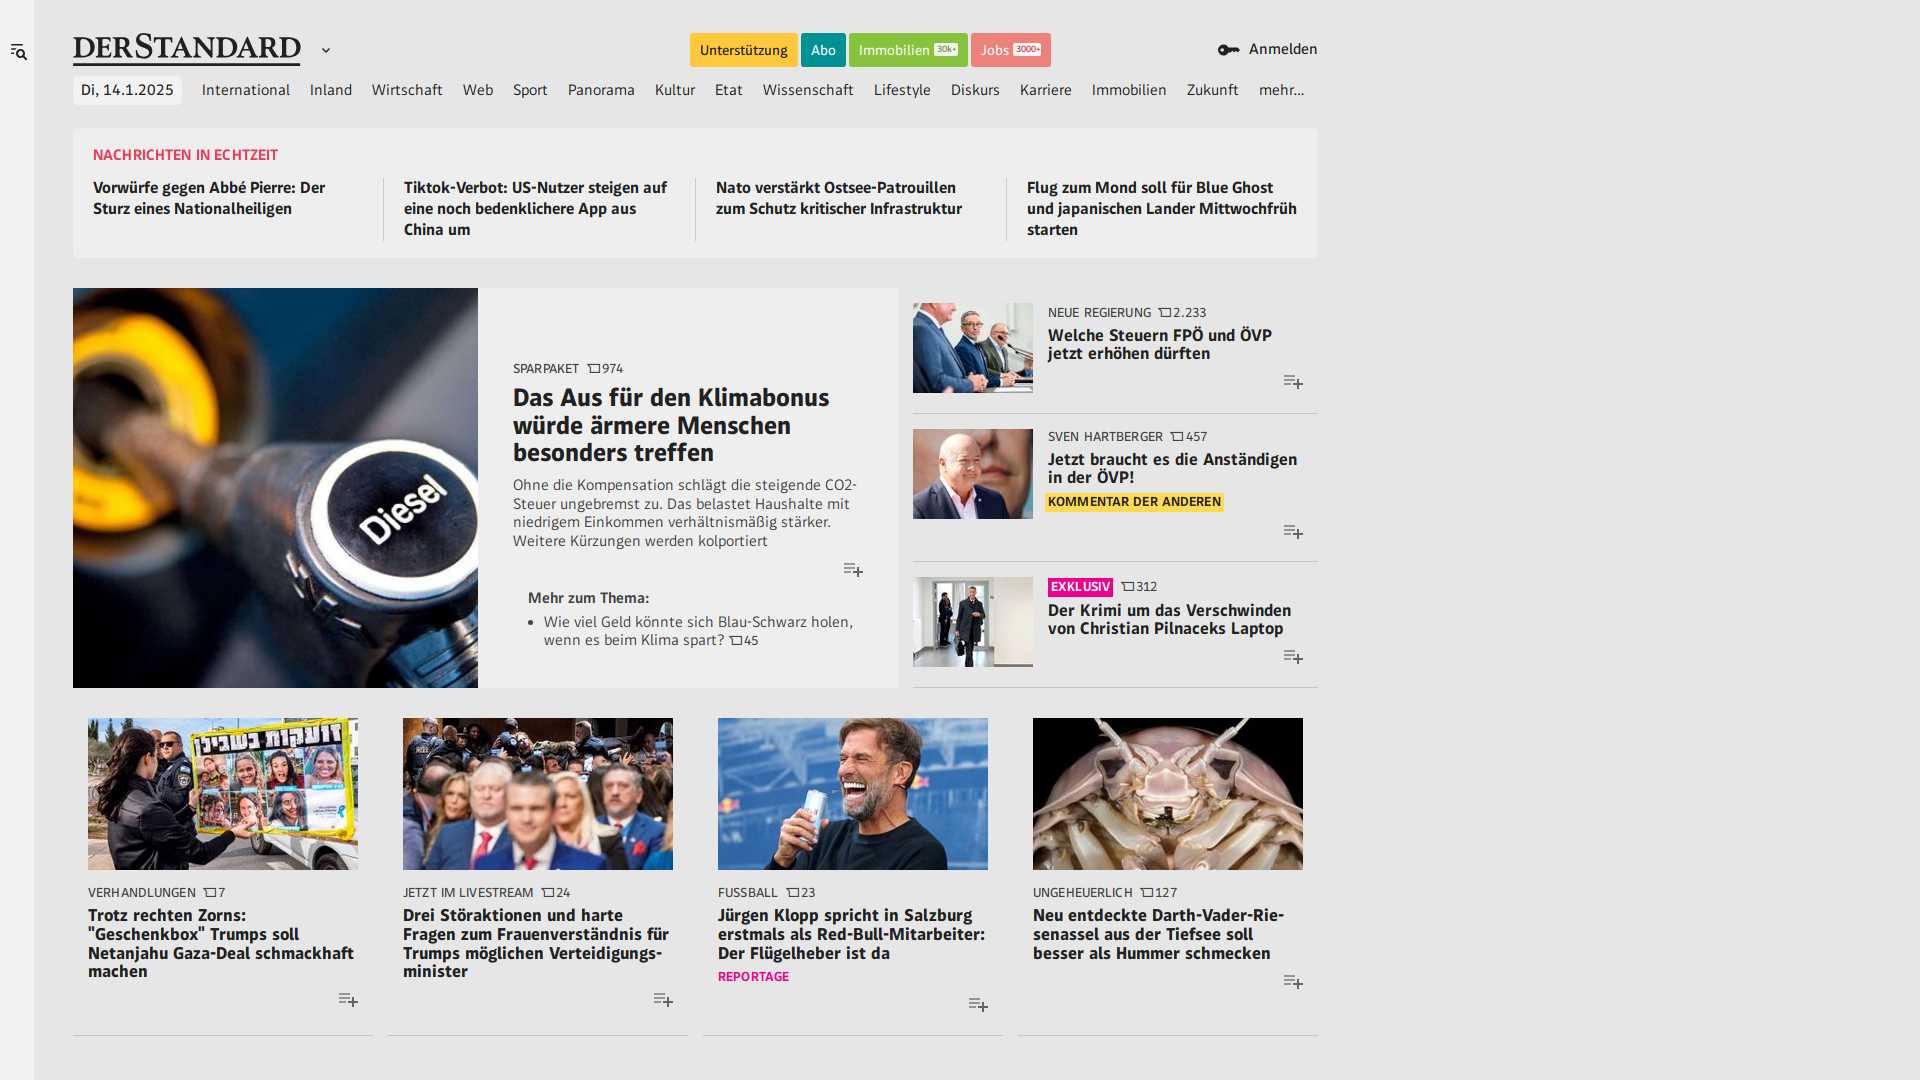 DERSTANDARD
Unterstützung
Abo
Immobilien 30k+
Jobs 3000+
Anmelden
Di, 14.1.2025
International
Inland
Wirtschaft
Web
Sport
Panorama
Kultur
Etat
Wissenschaft
Lifestyle
Diskurs
Karriere
Immobilien
Zukunft
mehr...
NACHRICHTEN IN ECHTZEIT
Vorwürfe gegen Abbé Pierre: Der
Sturz eines Nationalheiligen
Tiktok-Verbot: US-Nutzer steigen auf
eine noch bedenklichere App aus
China um
Nato verstärkt Ostsee-Patrouillen
zum Schutz kritischer Infrastruktur
Flug zum Mond soll für Blue Ghost
und japanischen Lander Mittwochfrüh
starten
Diesel
SPARPAKET 974
Das Aus für den Klimabonus
würde ärmere Menschen
besonders treffen
Ohne die Kompensation schlägt die steigende CO2-
Steuer ungebremst zu. Das belastet Haushalte mit
niedrigem Einkommen verhältnismäßig stärker.
Weitere Kürzungen werden kolportiert
Mehr zum Thema:
Wie viel Geld könnte sich Blau-Schwarz holen,
wenn es beim Klima spart? 45
NEUE REGIERUNG 2.233
Welche Steuern FPÖ und ÖVP
jetzt erhöhen dürften
SVEN HARTBERGER 457
Jetzt braucht es die Anständigen
in der ÖVP!
KOMMENTAR DER ANDEREN
EXKLUSIV 312
Der Krimi um das Verschwinden
von Christian Pilnaceks Laptop
VERHANDLUNGEN 7
Trotz rechten Zorns:
"Geschenkbox" Trumps soll
Netanjahu Gaza-Deal schmackhaft
machen
JETZT IM LIVESTREAM 24
Drei Störaktionen und harte
Fragen zum Frauenverständnis für
Trumps möglichen Verteidigungs-
minister
FUSSBALL 23
Jürgen Klopp spricht in Salzburg
erstmals als Red-Bull-Mitarbeiter:
Der Flügelheber ist da
REPORTAGE
UNGEHEUERLICH 127
Neu entdeckte Darth-Vader-Rie-
senassel aus der Tiefsee soll
besser als Hummer schmecken